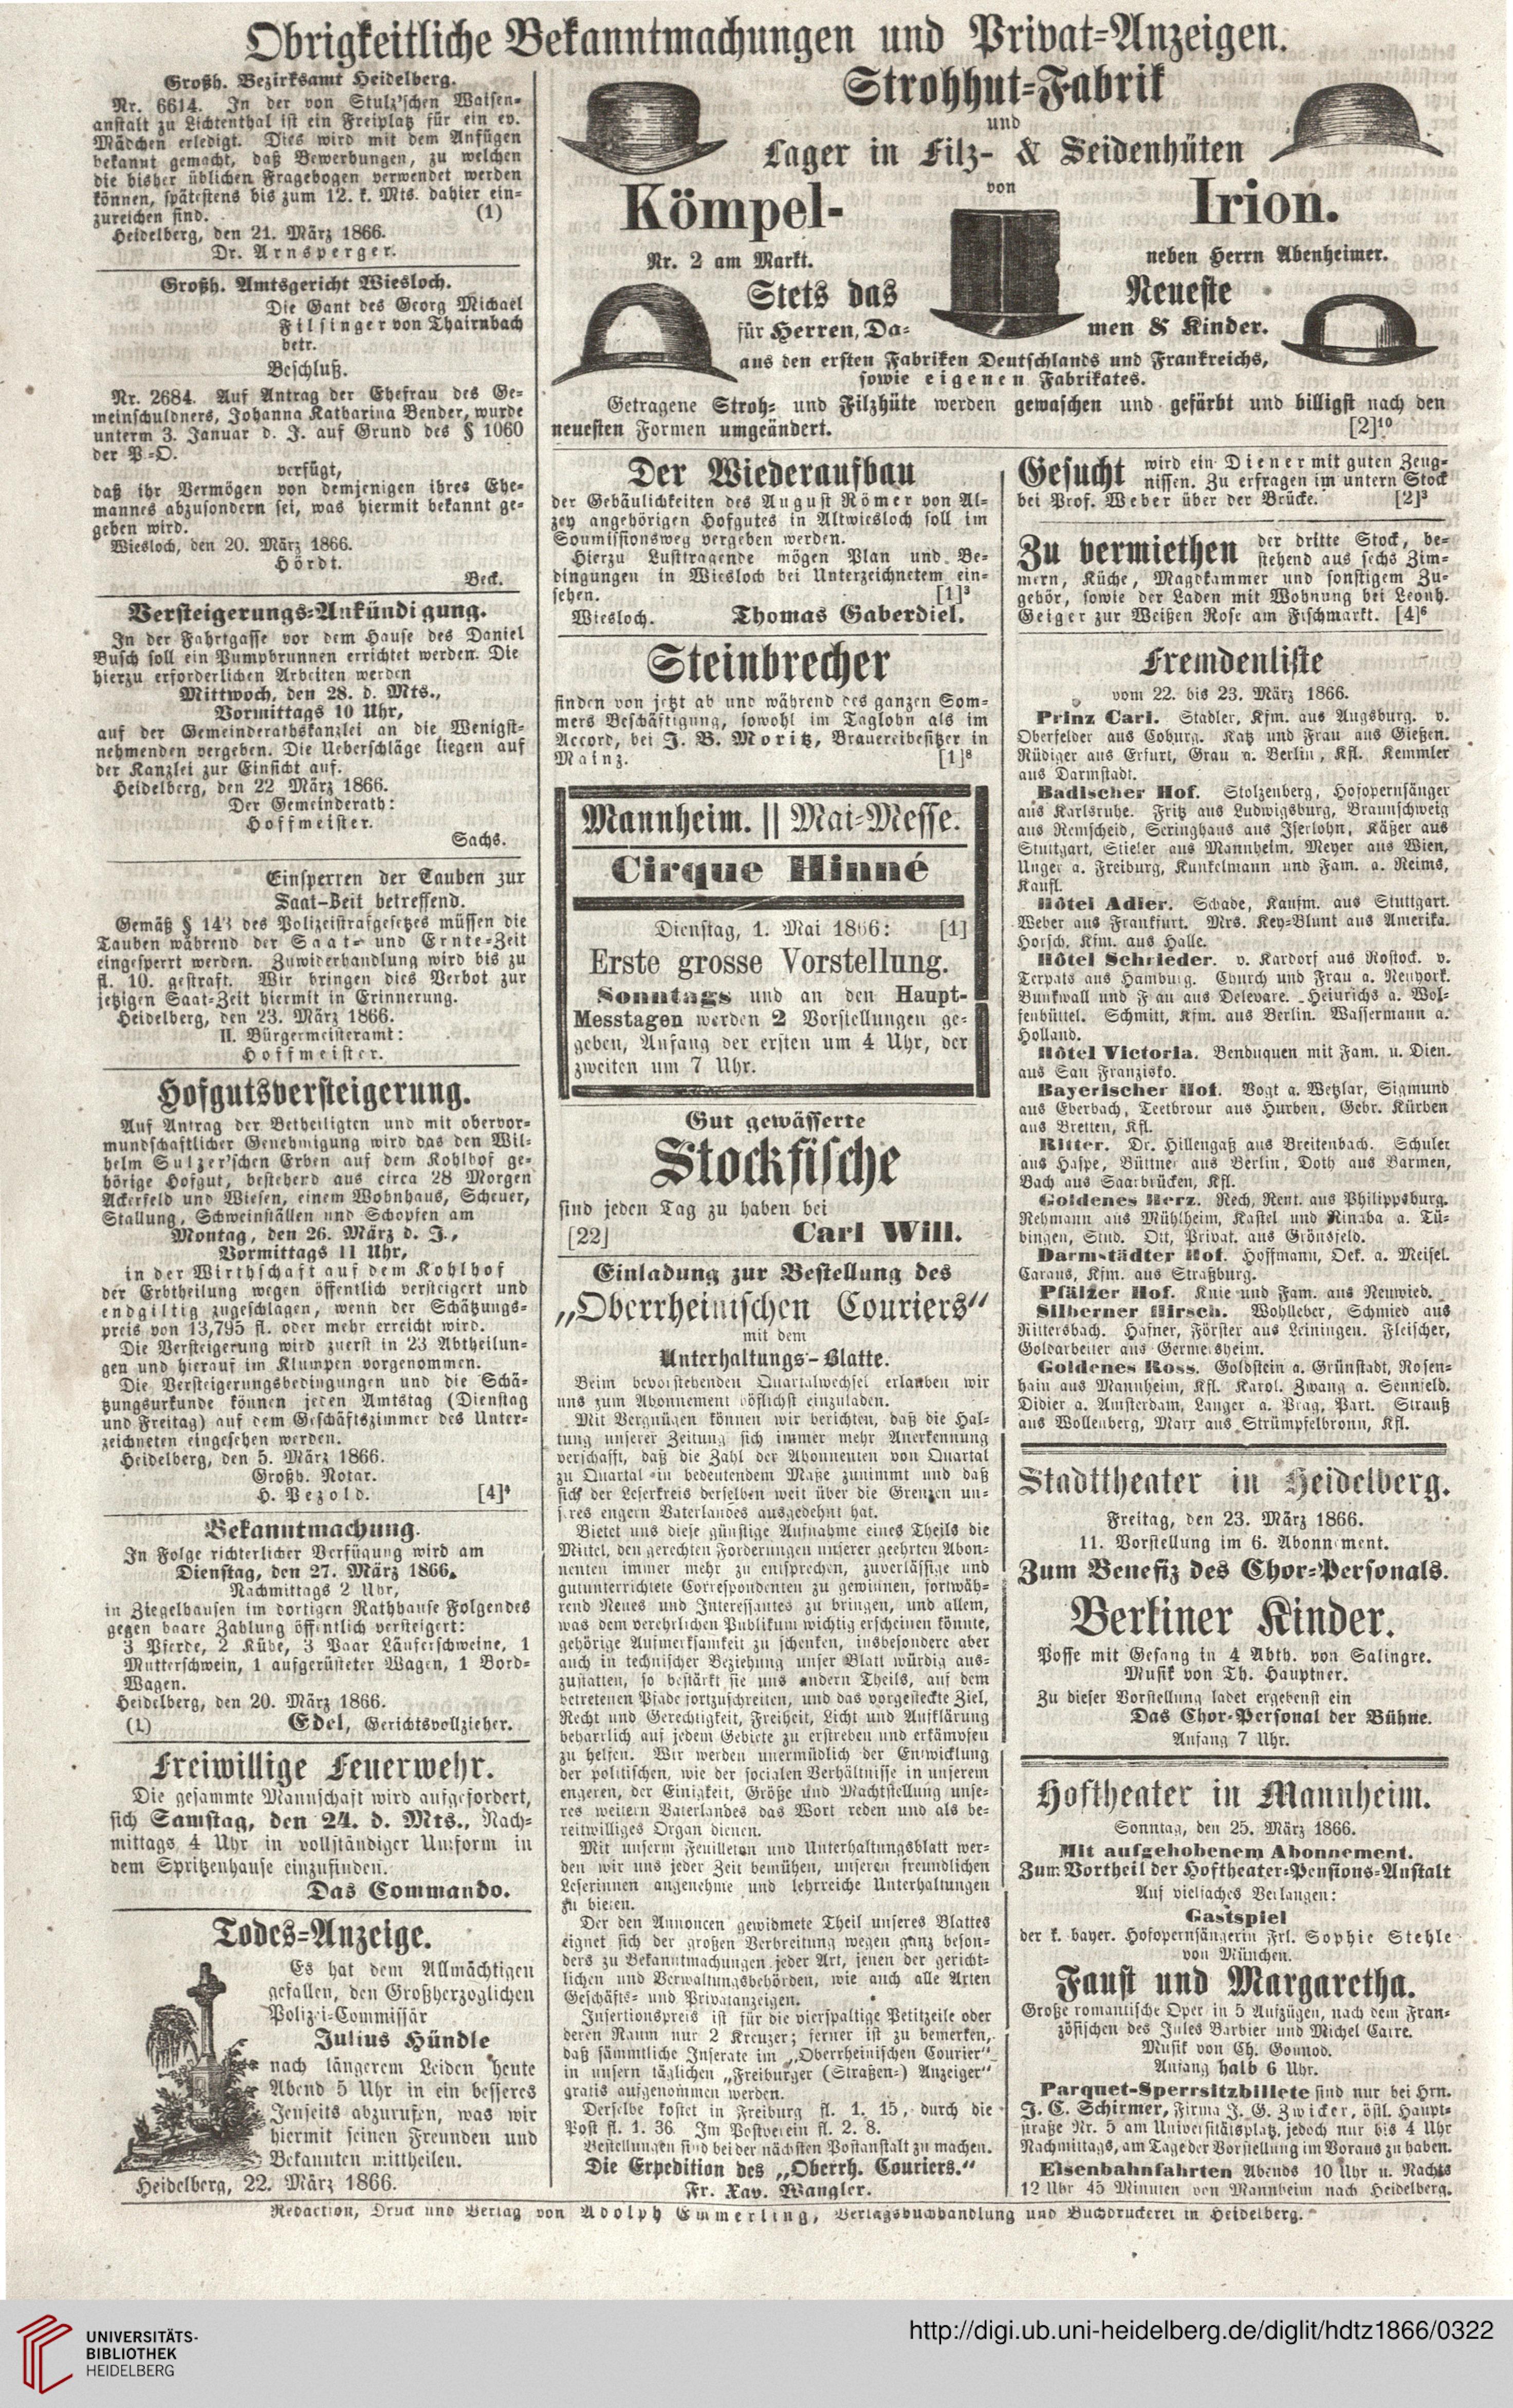 Obrigkeitliche Bekanntmachungen und Privat-Anzeigen.
Großh. Bezirksamt Heidelberg.
Nr. 6614. In der von Stulz'schen Waisen-
anstalt zu Lichtenthal ist ein Freiplatz für ein ev.
Mädchen erledigt. Dies wird mit dem Anfügen
bekannt gemacht, daß Bewerbungen, zu welchen
die bisher üblichen Fragebogen verwendet werden
können, spätestens bis zum 12. k. Mts. dahier ein-
zureichen sind. (1)
Heidelberg, den 21. März 1866.
Dr. Arnsperger.
Großh. Amtsgericht Wiesloch.
Die Gant des Georg Michael
Filsinger von Thairnbach
betr.
Beschluß.
Nr. 2684. Auf Antrag der Ehefrau des Ge-
meinschuldners, Johanna Katharina Bender, wurde
unterm 3. Januar d. J. auf Grund des § 1060
der P.-O.
verfügt,
daß ihr Vermögen von demjenigen ihres Ehe-
mannes abzusondern sei, was hiermit bekannt ge-
geben wird.
Wiesloch, den 20. März 1866.
Hördt.
Beck.
Versteigerungs-Ankündigung.
In der Fahrtgasse vor dem Hause des Daniel
Busch soll ein Pumpbrunnen errichtet werden. Die
hierzu erforderlichen Arbeiten werden
Mittwoch, den 28. d. Mts.,
Vormittags 10 Uhr,
auf der Gemeinderathskanzlei an die Wenigst-
nehmenden vergeben. Die Ueberschläge liegen auf
der Kanzlei zur Einsicht auf.
Heidelberg, den 22 März 1866.
Der Gemeinderath:
Hoffmeister.
Sachs.
Einsperren der Tauben zur
Saat-Zeit betreffend.
Gemäß § 143 des Polizeistrafgesetzes müssen die
Tauben während der Saat- und Ernte-Zeit
eingesperrt werden. Zuwiderhandlung wird bis zu
fl. 10. gestraft. Wir bringen dies Verbot zur
jetzigen Saat-Zeit hiermit in Erinnerung.
Heidelberg, den 23. März 1866.
II. Bürgermeisteramt:
Hoffmeister.
Hofgutsversteigerung.
Auf Antrag der Betheiligten und mit obervor-
mundschaftlicher Genehmigung wird das den Wil-
helm Sulzer'schen Erben auf dem Kohlhof ge-
hörige Hofgut, bestehend aus circa 28 Morgen
Ackerfeld und Wiesen, einem Wohnhaus, Scheuer,
Stallung, Schweinställen und Schopfen am
Montag, den 26. März d. J.,
Vormittags 11 Uhr,
in der Wirthschaft auf dem Kohlhof
der Erbtheilung wegen öffentlich versteigert und
endgiltig zugeschlagen, wenn der Schätzungs-
preis von 13,795 fl. oder mehr erreicht wird.
Die Versteigerung wird zuerst in 23 Abtheilun-
gen und hierauf im Klumpen vorgenommen.
Die Versteigerungsbedingungen und die Schä-
tzungsurkunde können jeden Amtstag (Dienstag
und Freitag) auf dem Geschäftszimmer des Unter-
zeichneten eingesehen werden.
Heidelberg, den 5. März 1866.
Großh. Notar.
H. Pezold. [4]⁴
Bekanntmachung.
In Folge richterlicher Verfügung wird am
Dienstag, den 27. März 1866,
Nachmittags 2 Uhr,
in Ziegelhausen im dortigen Rathhause Folgendes
gegen baare Zahlung öffentlich versteigert:
3 Pferde, 2 Kühe, 3 Paar Läuferschweine, 1
Mutterschwein, 1 aufgerüsteter Wagen, 1 Bord-
Wagen.
Heidelberg, den 20. März 1866.
(1) Edel, Gerichtsvollzieher.
Freiwillige Feuerwehr.
Die gesammte Mannschaft wird aufgefordert,
sich Samstag, den 24. d. Mts., Nach-
mittags 4 Uhr in vollständiger Uniform in
dem Spritzenhause einzufinden.
Das Commando.
Todes-Anzeige.
Es hat dem Allmächtigen
gefallen, den Großherzoglichen
Polizei-Commissär
Julius Hündle
nach längerem Leiden heute
Abend 5 Uhr in ein besseres
Jenseits abzurufen, was wir
hiermit seinen Freunden und
Bekannten mittheilen.
Heidelberg, 22. März 1866.
Strohhut-Fabrik
und
Lager in Filz- & Seidenhüten
von
Kömpel-Irion.
Nr. 2 am Markt. neben Herrn Abenheimer.
Stets das Neueste
für Herren, Damen & Kinder.
aus den ersten Fabriken Deutschlands und Frankreichs,
sowie eigenen Fabrikates.
Getragene Stroh- und Filzhüte werden gewaschen und gefärbt und billigst nach den
neuesten Formen umgeändert. [2]¹⁰
Der Wiederaufbau
der Gebäulichkeiten des August Römer von Al-
zey angehörigen Hofgutes in Altwiesloch soll im
Soumissionsweg vergeben werden.
Hierzu Lusttragende mögen Plan und Be-
dingungen in Wiesloch bei Unterzeichnetem ein-
sehen. [1]³
Wiesloch. Thomas Gaberdiel.
Steinbrecher
finden von jetzt ab und während des ganzen Som-
mers Beschäftigung, sowohl im Taglohn als im
Accord, bei J. B. Moritz, Brauereibesitzer in
Mainz. [1]⁸
Mannheim. || Mai-Messe.
Cirque Hinné
Dienstag, 1. Mai 1866: [1]
Erste grosse Vorstellung.
Sonntags und an den Haupt-
Messtagen werden 2 Vorstellungen ge-
geben, Anfang der ersten um 4 Uhr, der
zweiten um 7 Uhr.
Gut gewässerte
Stockfische
sind jeden Tag zu haben bei
[22] Carl Will.
Einladung zur Bestellung des
„Oberrheinischen Couriers"
mit dem
Unterhaltungs-Blatte.
Beim bevorstehenden Quartalwechsel erlauben wir
uns zum Abonnement höflichst einzuladen.
Mit Vergnügen können wir berichten, daß die Hal-
tung unserer Zeitung sich immer mehr Anerkennung
verschafft, daß die Zahl der Abonnenten von Quartal
zu Quartal in bedeutendem Maße zunimmt und daß
sich der Leserkreis derselben weit über die Grenzen un-
seres engern Vaterlandes ausgedehnt hat.
Bietet uns diese günstige Aufnahme eines Theils die
Mittel, den gerechten Forderungen unserer geehrten Abon-
nenten immer mehr zu entsprechen, zuverlässige und
gutunterrichtete Correspondenten zu gewinnen, fortwäh-
rend Neues und Interessantes zu bringen, und allem,
was dem verehrlichen Publikum wichtig erscheinen könnte,
gehörige Aufmerksamkeit zu schenken, insbesondere aber
auch in technischer Beziehung unser Blatt würdig aus-
zustatten, so bestärkt sie uns andern Theils, auf dem
betretenen Pfade fortzuschreiten, und das vorgesteckte Ziel,
Recht und Gerechtigkeit, Freiheit, Licht und Aufklärung
beharrlich auf jedem Gebiete zu erstreben und erkämpfen
zu helfen. Wir werden unermüdlich der Entwicklung
der politischen, wie der socialen Verhältnisse in unserem
engeren, der Einigkeit, Größe und Machtstellung unse-
res weitern Vaterlandes das Wort reden und als be-
reitwilliges Organ dienen.
Mit unserm Feuilleton und Unterhaltungsblatt wer-
den wir uns jeder Zeit bemühen, unseren freundlichen
Leserinnen angenehme und lehrreiche Unterhaltungen
zu bieten.
Der den Annoncen gewidmete Theil unseres Blattes
eignet sich der großen Verbreitung wegen ganz beson-
ders zu Bekanntmachungen jeder Art, jenen der gericht-
lichen und Verwaltungsbehörden, wie auch alle Arten
Geschäfts- und Privatanzeigen.
Insertionspreis ist für die vierspaltige Petitzeile oder
deren Raum nur 2 Kreuzer; ferner ist zu bemerken,
daß sämmtliche Inserate im „Oberrheinischen Courier"
in unsern täglichen „Freiburger (Straßen-) Anzeiger"
gratis aufgenommen werden.
Derselbe kostet in Freiburg fl. 1. 15, durch die
Post fl. 1. 36. Im Postverein fl. 2. 8.
Bestellungen sind bei der nächsten Postanstalt zu machen.
Die Expedition des „Oberrh. Couriers."
Fr. Xav. Wangler.
Gesucht wird ein Diener mit guten Zeug-
nissen. Zu erfragen im untern Stock
bei Prof. Weber über der Brücke. [2]³
Zu vermiethen der dritte Stock, be-
stehend aus sechs Zim-
mern, Küche, Magdkammer und sonstigem Zu-
gehör, sowie der Laden mit Wohnung bei Leonh.
Geiger zur Weißen Rose am Fischmarkt. [4]⁶
Fremdenliste
vom 22. bis 23. März 1866.
Prinz Carl. Stadler, Kfm. aus Augsburg. v.
Oberfelder aus Coburg. Katz und Frau aus Gießen.
Rüdiger aus Erfurt, Grau a. Berlin, Kfl. Kemmler
aus Darmstadt.
Badischer Hof. Stolzenberg, Hofopernsänger
aus Karlsruhe. Fritz aus Ludwigsburg, Braunschweig
aus Remscheid, Seringhaus aus Iserlohn, Käßer aus
Stuttgart, Stieler aus Mannheim, Meyer aus Wien,
Unger a. Freiburg, Kunkelmann und Fam. a. Reims,
Kaufl.
Hôtel Adler. Schade, Kaufm. aus Stuttgart.
Weber aus Frankfurt. Mrs. Key-Blunt aus Amerika.
Horsch, Kfm. aus Halle.
Hôtel Schrieder. v. Kardorf aus Rostock. v.
Terpats aus Hamburg. Church und Frau a. Neuyork.
Bunkwall und Frau aus Delevare. Heinrichs a. Wol-
fenbüttel. Schmitt, Kfm. aus Berlin. Wassermann a.
Holland.
Hôtel Victoria. Benduquen mit Fam. u. Dien.
aus San Franzisko.
Bayerischer Hof. Vogt a. Wetzlar, Sigmund
aus Eberbach, Teetbrour aus Hurben, Gebr. Kürben
aus Bretten, Kfl.
Ritter. Dr. Hillengaß aus Breitenbach. Schuler
aus Haspe, Büttner aus Berlin, Doth aus Barmen,
Bach aus Saarbrücken, Kfl.
Goldenes Herz. Rech, Rent. aus Philippsburg.
Rehmann aus Mühlheim, Kastel und Rinaba a. Tü-
bingen, Stud. Ott, Privat. aus Grönsfeld.
Darmstädter Hof. Hoffmann, Oek. a. Meisel.
Caraus, Kfm. aus Straßburg.
Pfälzer Hof. Knie und Fam. aus Neuwied.
Silberner Hirsch. Wohlleber, Schmied aus
Rittersbach. Hafner, Förster aus Leiningen. Fleischer,
Goldarbeiter aus Germersheim.
Goldenes Ross. Goldstein a. Grünstadt, Rosen-
hain aus Mannheim, Kfl. Karol. Zwang a. Sennfeld.
Didier a. Amsterdam, Langer a. Prag, Part. Strauß
aus Wollenberg, Marx aus Strümpfelbronn, Kfl.
Stadttheater in Heidelberg.
Freitag, den 23. März 1866.
11. Vorstellung im 6. Abonnement.
Zum Benefiz des Chor-Personals.
Berliner Kinder.
Posse mit Gesang in 4 Abth. von Salingre.
Musik von Th. Hauptner.
Zu dieser Vorstellung ladet ergebenst ein
Das Chor-Personal der Bühne.
Anfang 7 Uhr.
Hoftheater in Mannheim.
Sonntag, den 25. März 1866.
Mit aufgehobenem Abonnement.
Zum Vortheil der Hoftheater-Pensions-Anstalt
Auf vielfaches Verlangen:
Gastspiel
der k. bayer. Hofopernsängerin Frl. Sophie Stehle
von München.
Faust und Margaretha.
Große romantische Oper in 5 Aufzügen, nach dem Fran-
zösischen des Jules Barbier und Michel Caire.
Musik von Ch. Gounod.
Anfang halb 6 Uhr.
Parquet-Sperrsitzbillete sind nur bei Hrn.
J. C. Schirmer, Firma J. G. Zwicker, östl. Haupt-
straße Nr. 5 am Universitätsplatz, jedoch nur bis 4 Uhr
Nachmittags, am Tage der Vorstellung im Voraus zu haben.
Eisenbahnfahrten Abends 10 Uhr u. Nachts
12 Uhr 45 Minuten von Mannheim nach Heidelberg.
Redaction, Druck und Verlag von Adolph Emmerling, Verlagsbuchhandlung und Buchdruckerei in Heidelberg.
UNIVERSITÄTS-
BIBLIOTHEK
HEIDELBERG
http://digi.ub.uni-heidelberg.de/diglit/hdtz1866/0322